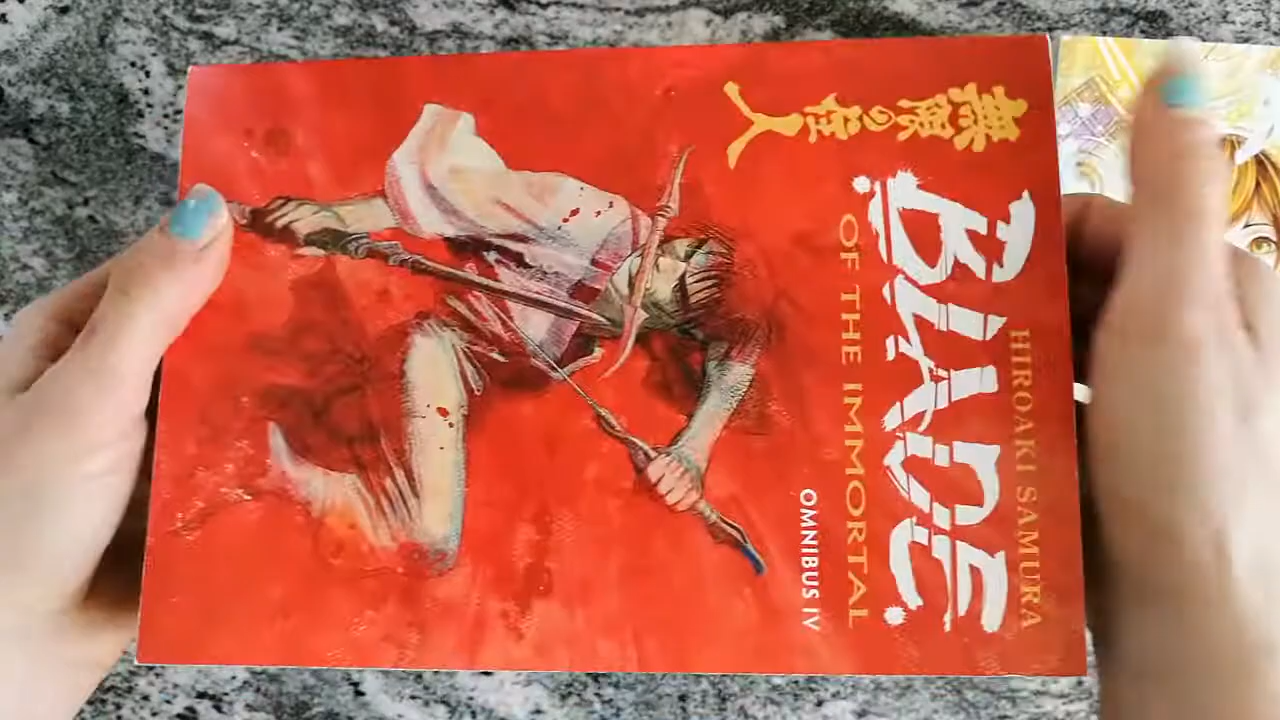 HIROAKI SAMURA
無限の住人
BLADE
OF THE IMMORTAL
OMNIBUS IV